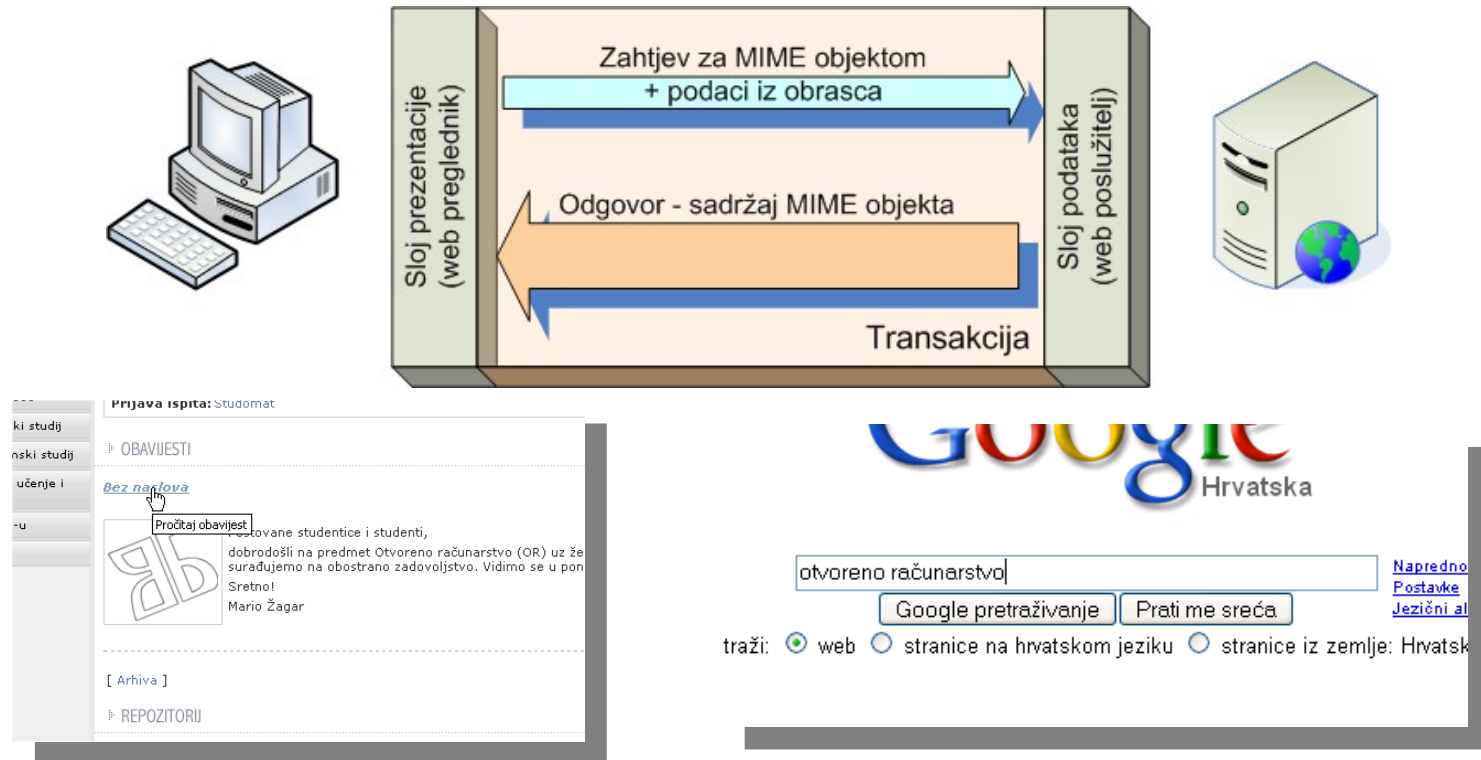 Zahtjev za MIME objektom
+ podaci iz obrasca
Sloj prezentacije
(web preglednik)
Odgovor - sadržaj MIME objekta
Sloj podataka
(web poslužitelj)
Transakcija
Prijava ispita: Studomat
ki studij
nski studij
učenje i
-u
OBAVIJESTI
Bez naslova
Pročitaj obavijest
studentice i studenti,
dobrodošli na predmet Otvoreno računarstvo (OR) uz že
surađujemo na obostrano zadovoljstvo. Vidimo se u pon
Sretno!
Mario Žagar
[ Arhiva ]
REPOZITORIJ
Google
Hrvatska
otvoreno računarstvo
Napredno
Postavke
Jezični al
Google pretraživanje Prati me sreća
traži: web stranice na hrvatskom jeziku stranice iz zemlje: Hrvatsk